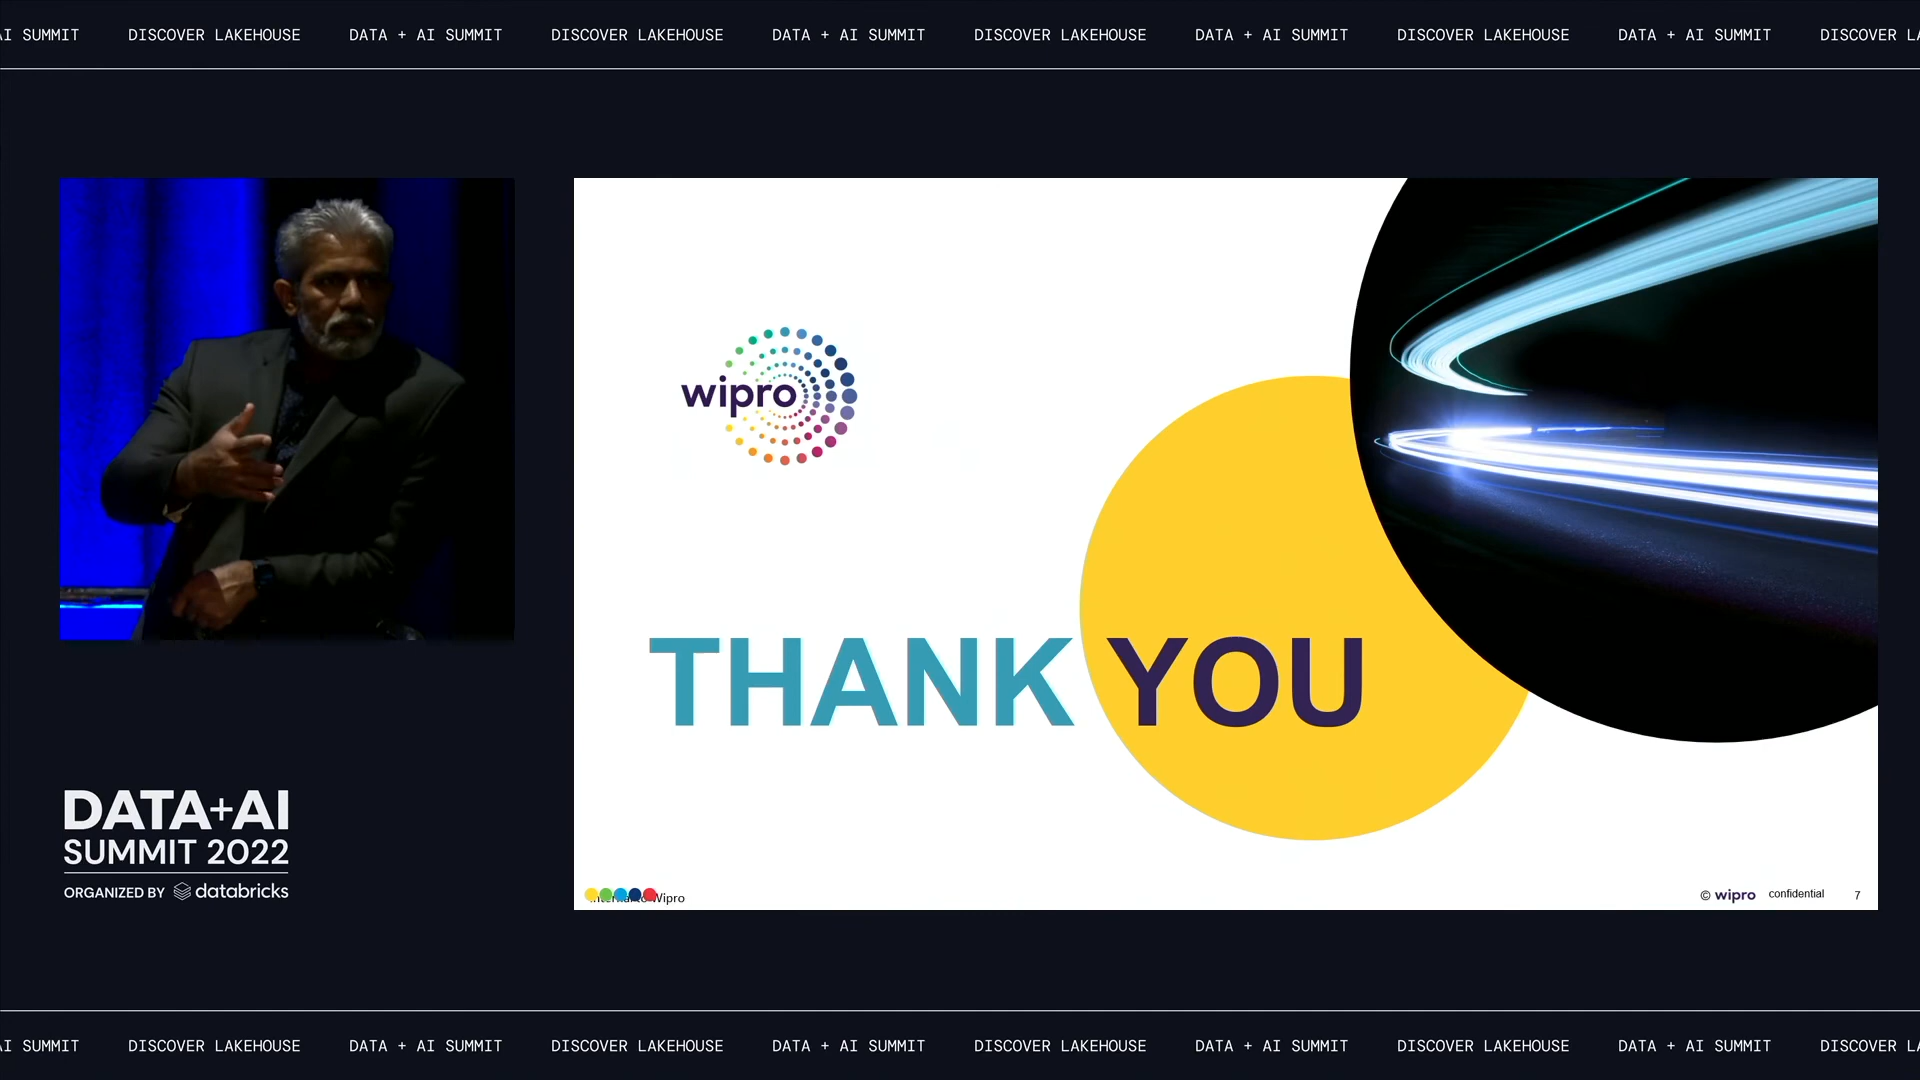 AI SUMMIT DISCOVER LAKEHOUSE DATA + AI SUMMIT DISCOVER LAKEHOUSE DATA + AI SUMMIT DISCOVER LAKEHOUSE DATA + AI SUMMIT DISCOVER LAKEHOUSE DATA + AI SUMMIT DISCOVER
wipro
THANK YOU
DATA+AI
SUMMIT 2022
ORGANIZED BY databricks
Wipro
© wipro confidential 7
AI SUMMIT DISCOVER LAKEHOUSE DATA + AI SUMMIT DISCOVER LAKEHOUSE DATA + AI SUMMIT DISCOVER LAKEHOUSE DATA + AI SUMMIT DISCOVER LAKEHOUSE DATA + AI SUMMIT DISCOVER